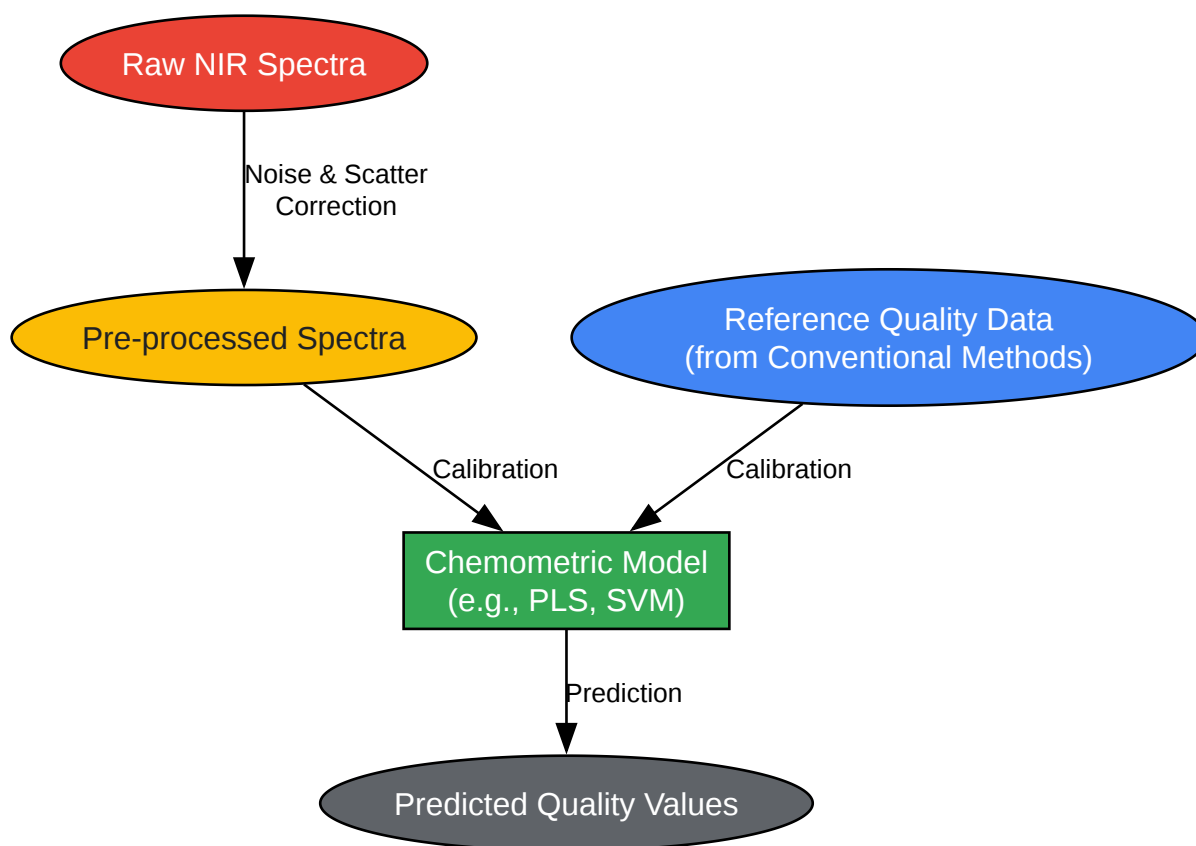 Raw NIR Spectra
Noise & Scatter
Correction
Pre-processed Spectra
Reference Quality Data
(from Conventional Methods)
Calibration
Calibration
Chemometric Model
(e.g., PLS, SVM)
Prediction
Predicted Quality Values